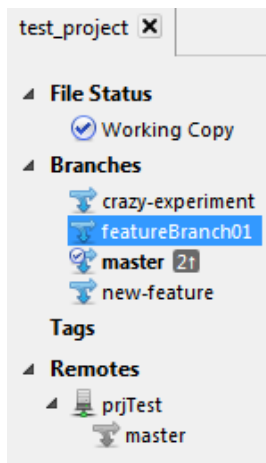 test_project
File Status
Working Copy
Branches
crazy-experiment
featureBranch01
master 2↑
new-feature
Tags
Remotes
prjTest
master